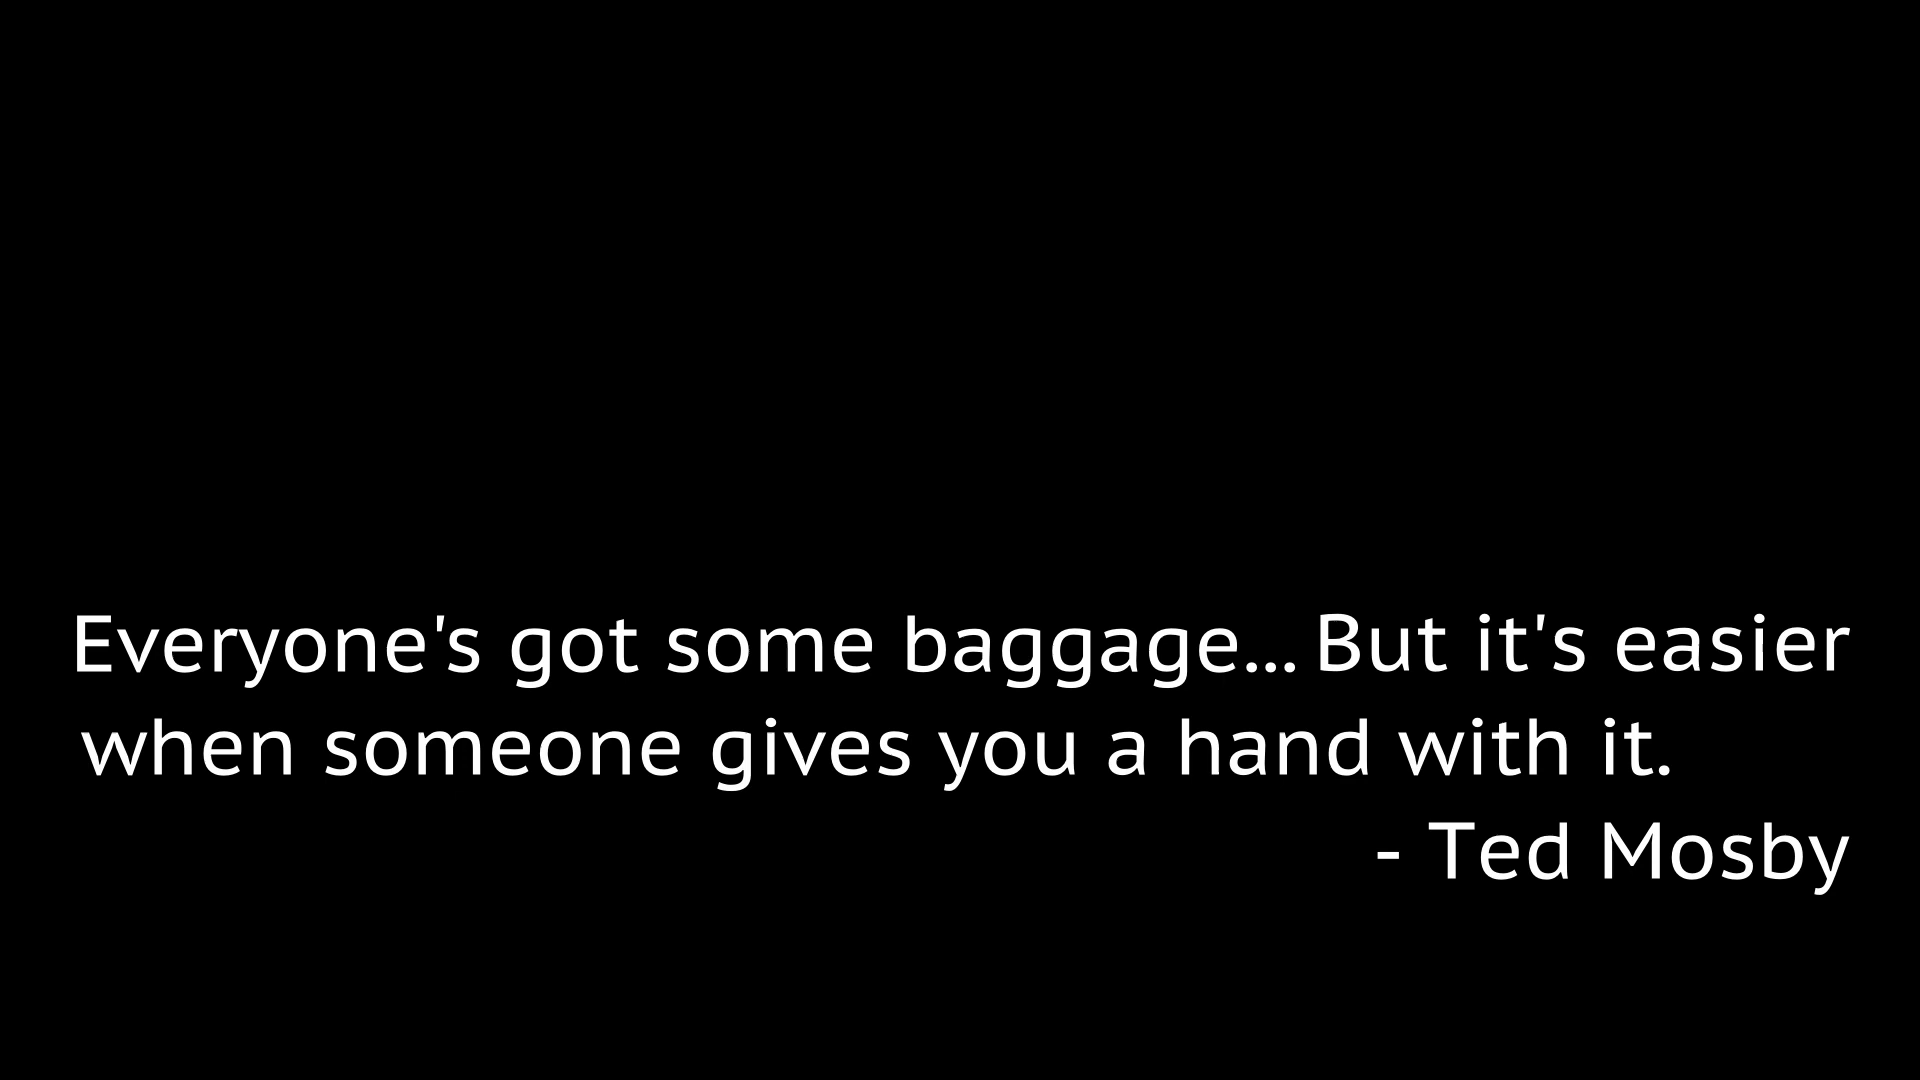 Everyone's got some baggage... But it's easier
when someone gives you a hand with it.
- Ted Mosby